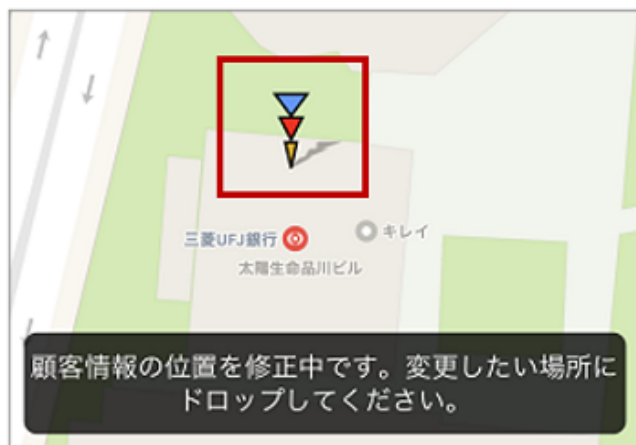 三菱UFJ銀行
キレイ
太陽生命品川ビル
顧客情報の位置を修正中です。変更したい場所に
ドロップしてください。